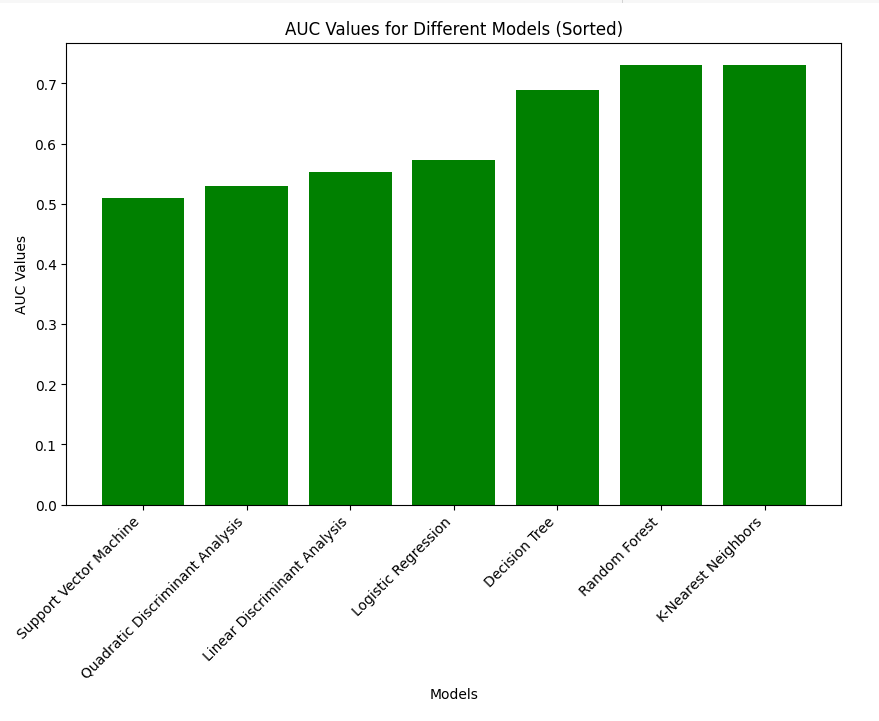 AUC Values for Different Models (Sorted)
0.7
0.6
0.5
0.4
0.3
0.2
0.1
0.0
AUC Values
Support Vector Machine
Quadratic Discriminant Analysis
Linear Discriminant Analysis
Logistic Regression
Decision Tree
Random Forest
K-Nearest Neighbors
Models